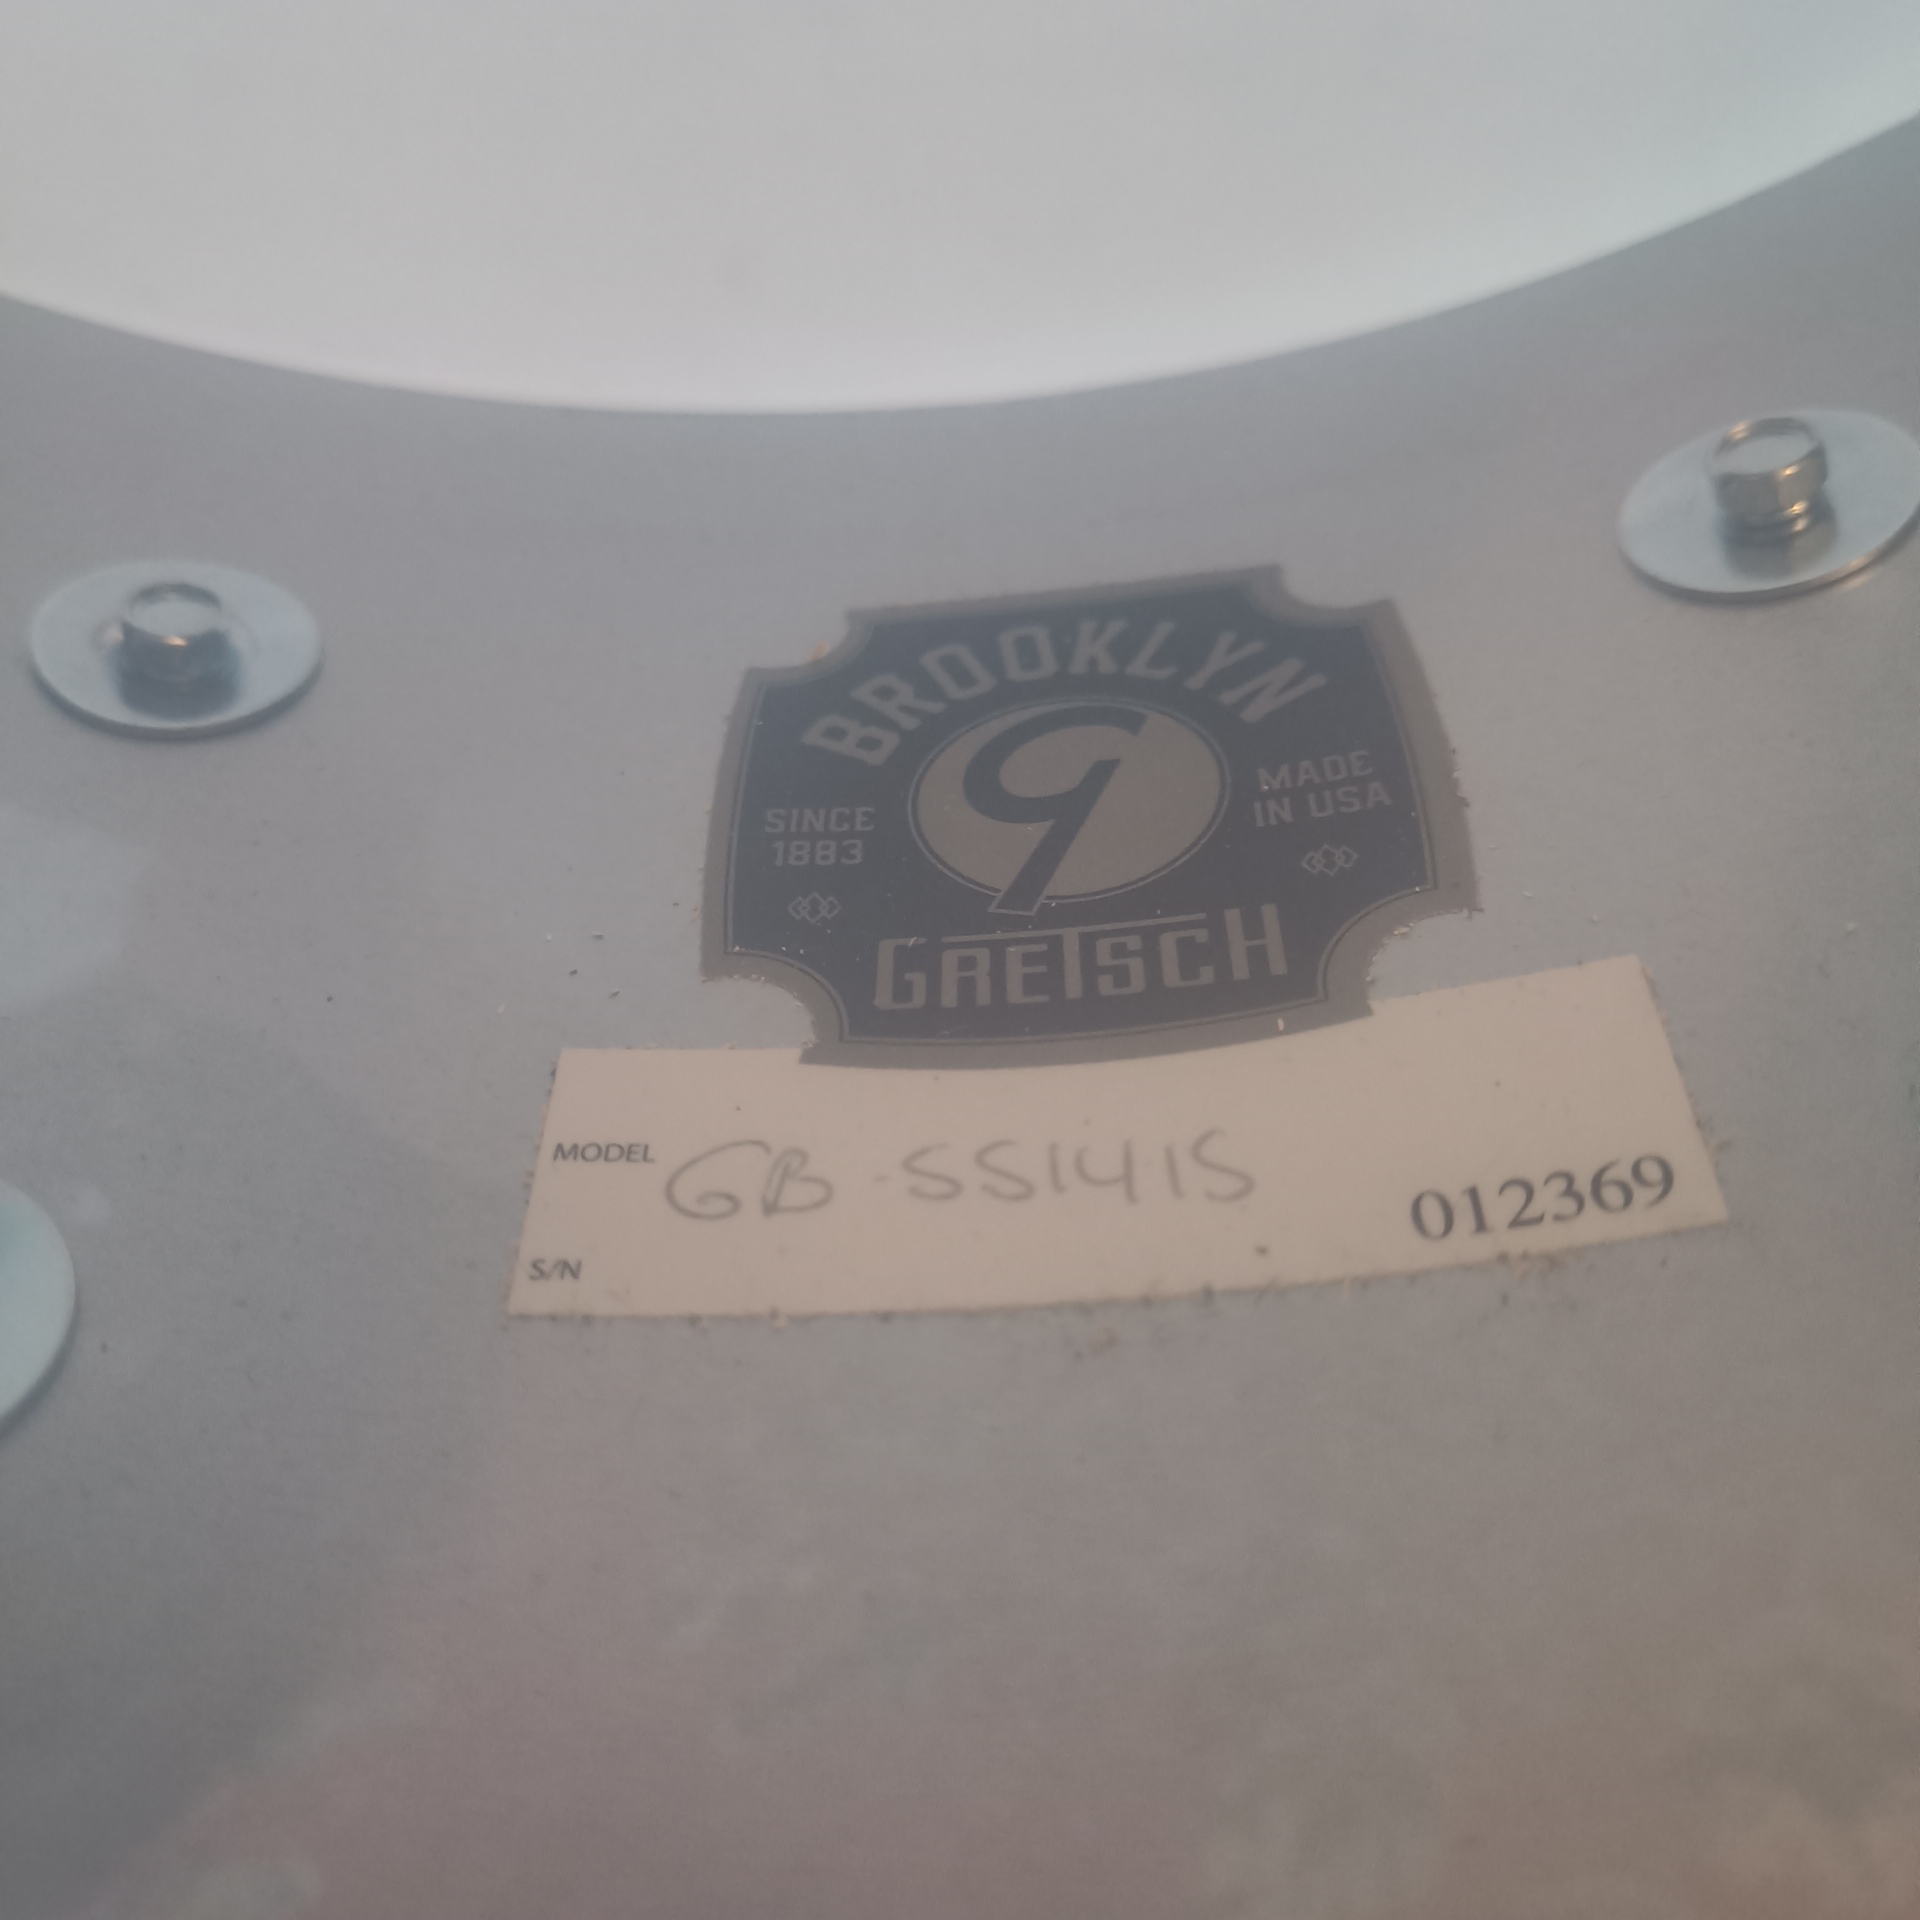 BROOKLYN
SINCE
1883
MADE
IN USA
GRETSCH
MODEL GB-SS1415
S/N 012369